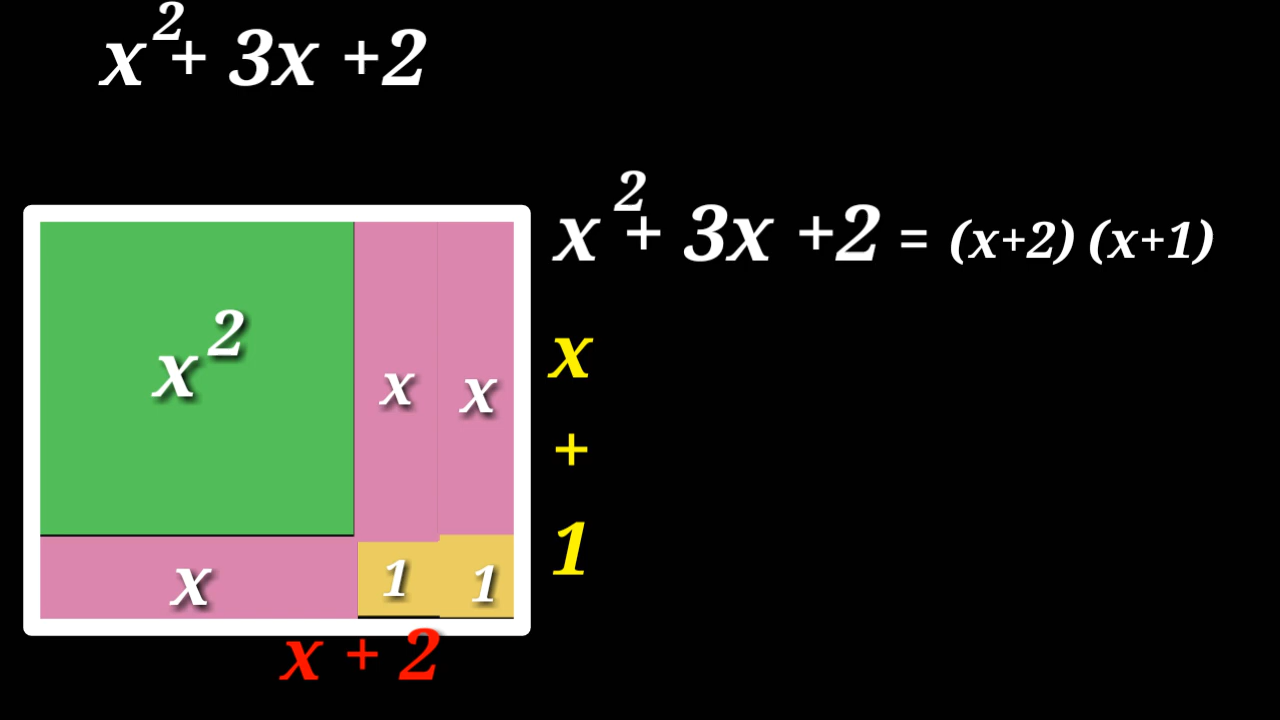 x² + 3x +2
x² + 3x +2 = (x+2) (x+1)
x² x x
x 1 1
x
+
1
x + 2